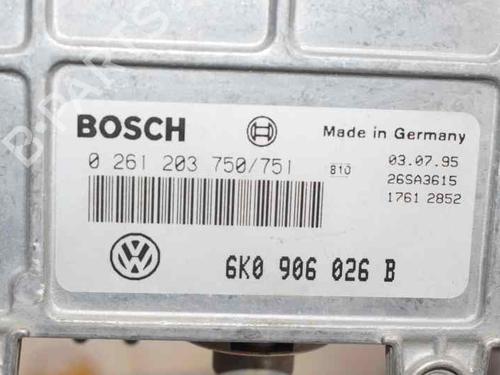 BOSCH
Made in Germany
0 261 203 750/751
810
03.07.95
26SA3615
1761 2852
6K0 906 026 B
B-PARTS